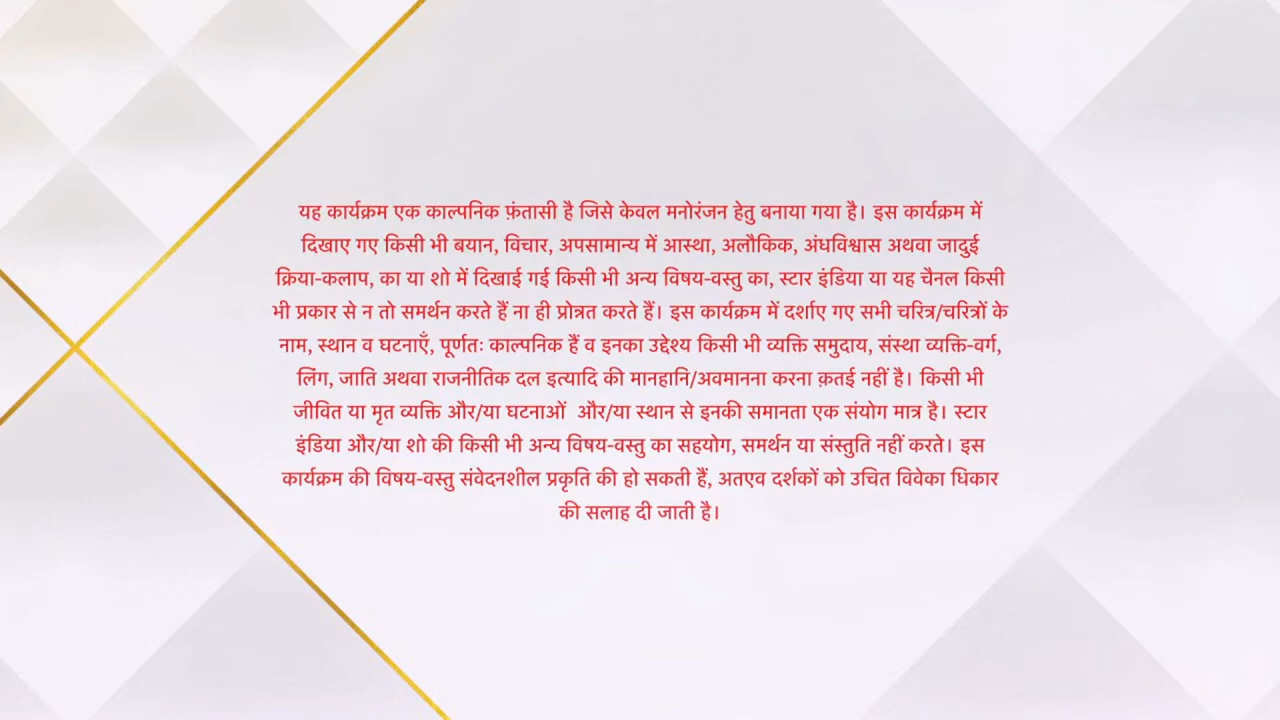 यह कार्यक्रम एक काल्पनिक फ़ंतासी है जिसे केवल मनोरंजन हेतु बनाया गया है। इस कार्यक्रम में
दिखाए गए किसी भी बयान, विचार, अपसामान्य में आस्था, अलौकिक, अंधविश्वास अथवा जादुई
क्रिया-कलाप, का या शो में दिखाई गई किसी भी अन्य विषय-वस्तु का, स्टार इंडिया या यह चैनल किसी
भी प्रकार से न तो समर्थन करते हैं ना ही प्रोन्नत करते हैं। इस कार्यक्रम में दर्शाए गए सभी चरित्र/चरित्रों के
नाम, स्थान व घटनाएँ, पूर्णतः काल्पनिक हैं व इनका उद्देश्य किसी भी व्यक्ति समुदाय, संस्था व्यक्ति-वर्ग,
लिंग, जाति अथवा राजनीतिक दल इत्यादि की मानहानि/अवमानना करना क़तई नहीं है। किसी भी
जीवित या मृत व्यक्ति और/या घटनाओं और/या स्थान से इनकी समानता एक संयोग मात्र है। स्टार
इंडिया और/या शो की किसी भी अन्य विषय-वस्तु का सहयोग, समर्थन या संस्तुति नहीं करते। इस
कार्यक्रम की विषय-वस्तु संवेदनशील प्रकृति की हो सकती हैं, अतएव दर्शकों को उचित विवेका धिकार
की सलाह दी जाती है।